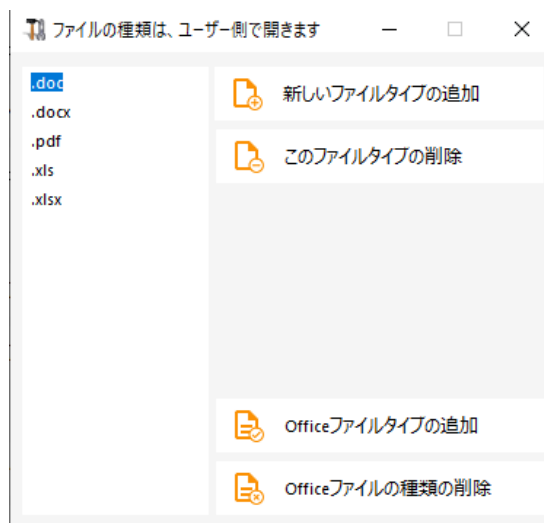 ファイルの種類は、ユーザー側で開きます
.doc
.docx
.pdf
.xls
.xlsx
新しいファイルタイプの追加
このファイルタイプの削除
Officeファイルタイプの追加
Officeファイルの種類の削除